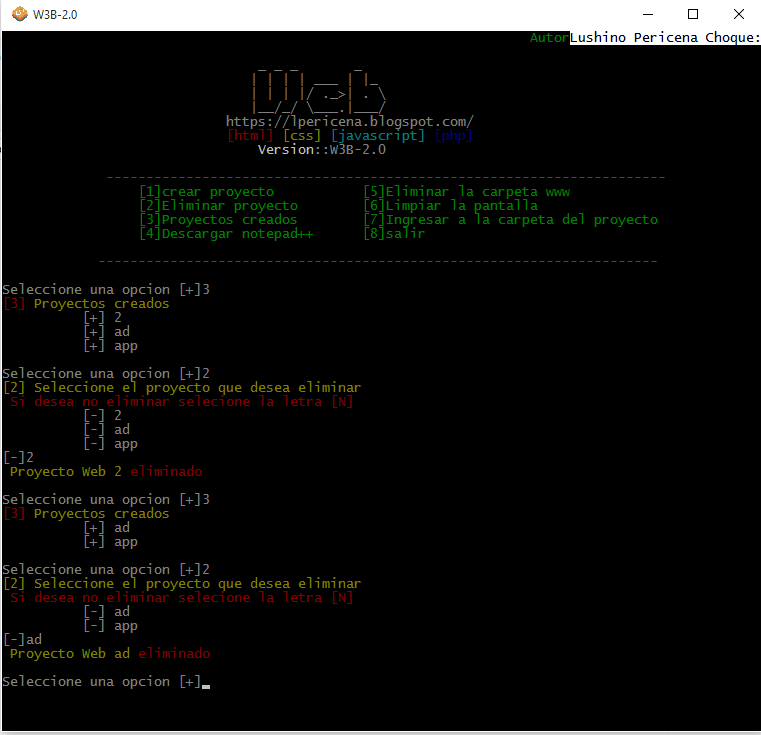 W3B-2.0
Autor Lushino Pericena Choque:
https://lpericena.blogspot.com/
[html] [css] [javascript] [php]
Version::W3B-2.0
----------------------------------------------------------------------
[1]crear proyecto [5]Eliminar la carpeta www
[2]Eliminar proyecto [6]Limpiar la pantalla
[3]Proyectos creados [7]Ingresar a la carpeta del proyecto
[4]Descargar notepad++ [8]salir
----------------------------------------------------------------------
Seleccione una opcion [+]3
[3] Proyectos creados
[+] 2
[+] ad
[+] app
Seleccione una opcion [+]2
[2] Seleccione el proyecto que desea eliminar
Si desea no eliminar selecione la letra [N]
[-] 2
[-] ad
[-] app
[-]2
Proyecto Web 2 eliminado
Seleccione una opcion [+]3
[3] Proyectos creados
[+] ad
[+] app
Seleccione una opcion [+]2
[2] Seleccione el proyecto que desea eliminar
Si desea no eliminar selecione la letra [N]
[-] ad
[-] app
[-]ad
Proyecto Web ad eliminado
Seleccione una opcion [+]